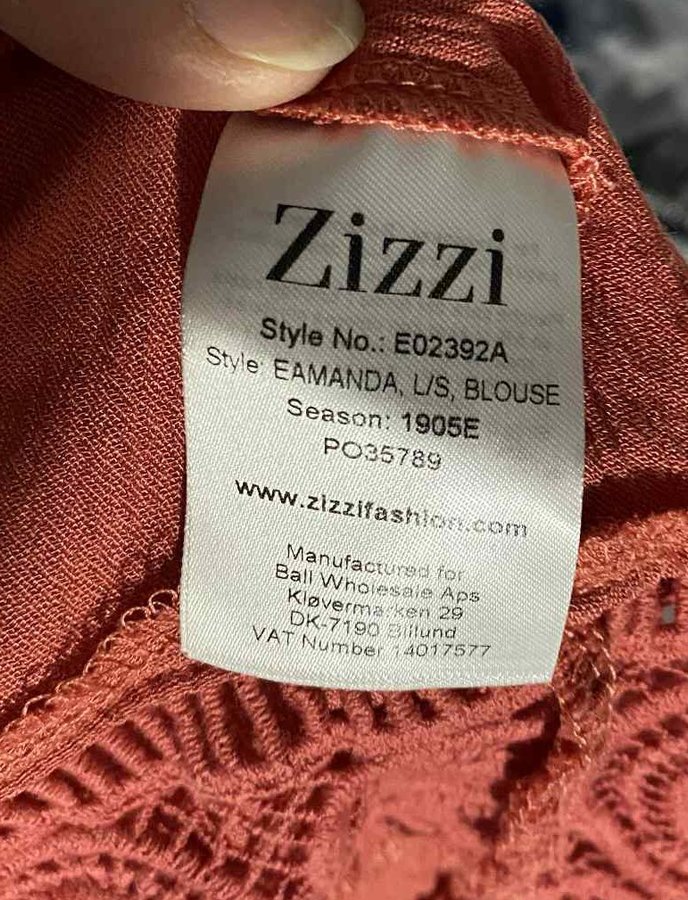 Zizzi
Style No.: E02392A
Style: EAMANDA, L/S, BLOUSE
Season: 1905E
PO35789
www.zizzifashion.com
Manufactured for
Ball Wholesale Aps
Kløvermarken 29
DK-7190 Billund
VAT Number 14017577